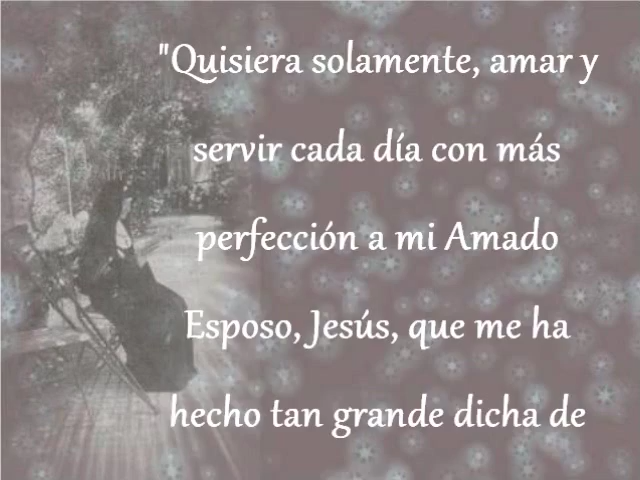 "Quisiera solamente, amar y
servir cada día con más
perfección a mi Amado
Esposo, Jesús, que me ha
hecho tan grande dicha de